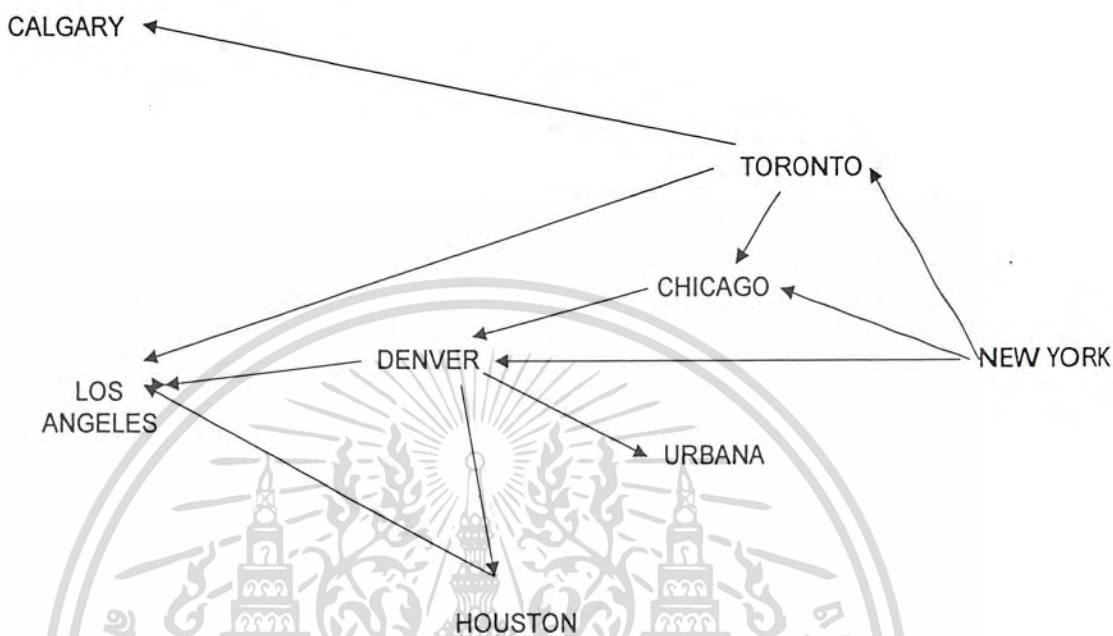 CALGARY
TORONTO
CHICAGO
DENVER
NEW YORK
LOS
ANGELES
URBANA
HOUSTON